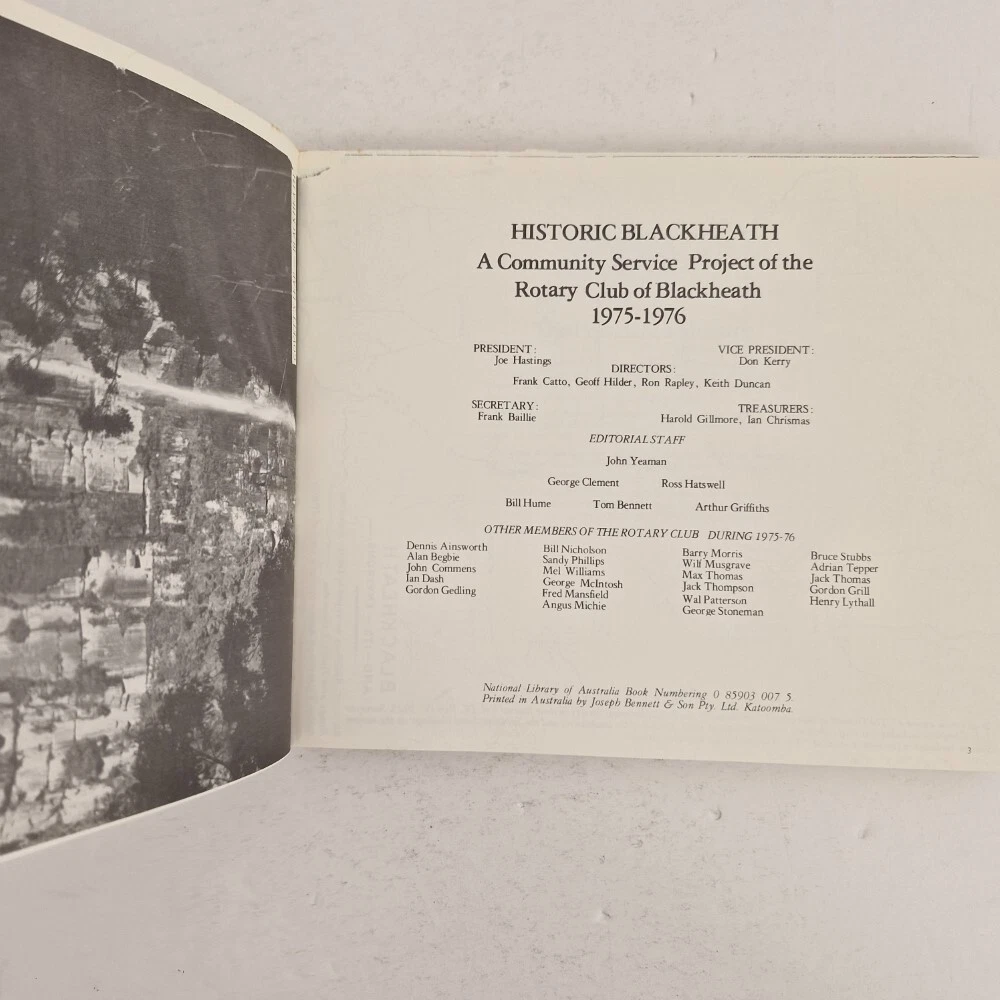 HISTORIC BLACKHEATH
A Community Service Project of the
Rotary Club of Blackheath
1975-1976
PRESIDENT: VICE PRESIDENT:
Joe Hastings Don Kerry
DIRECTORS:
Frank Catto, Geoff Hilder, Ron Rapley, Keith Duncan
SECRETARY: TREASURERS:
Frank Baillie Harold Gillmore, Ian Chrismas
EDITORIAL STAFF
John Yeaman
George Clement Ross Hatswell
Bill Hume Tom Bennett Arthur Griffiths
OTHER MEMBERS OF THE ROTARY CLUB DURING 1975-76
Dennis Ainsworth
Alan Begbie
John Commens
Ian Dash
Gordon Gedling
Bill Nicholson
Sandy Phillips
Mel Williams
George McIntosh
Fred Mansfield
Angus Michie
Barry Morris
Wilf Musgrave
Max Thomas
Jack Thompson
Wal Patterson
George Stoneman
Bruce Stubbs
Adrian Tepper
Jack Thomas
Gordon Grill
Henry Lythall
National Library of Australia Book Numbering 0 85903 007 5.
Printed in Australia by Joseph Bennett & Son Pty. Ltd. Katoomba.
3